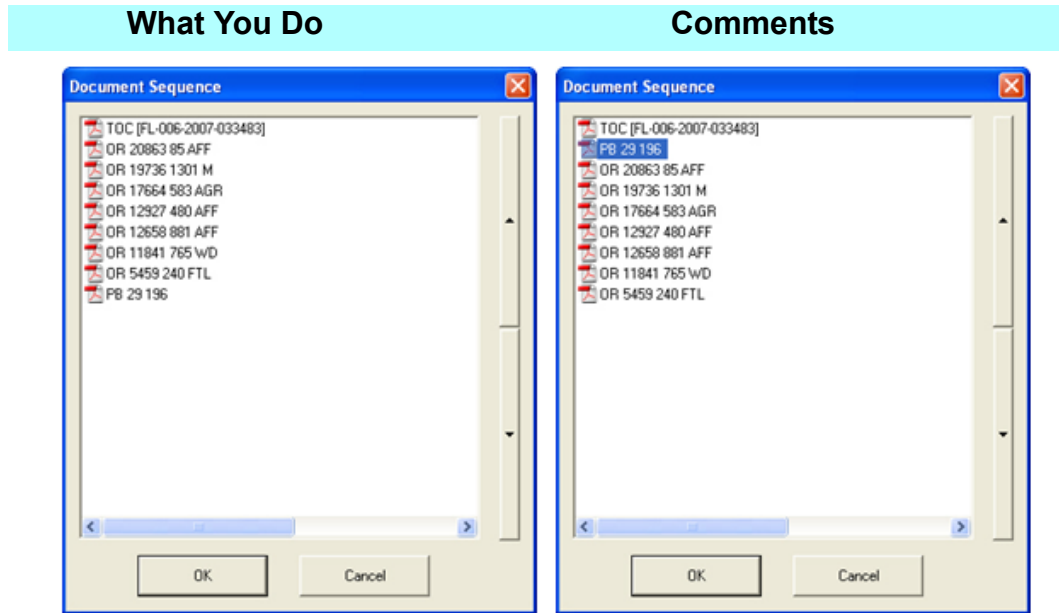 What You Do
Comments
Document Sequence
TOC [FL-006-2007-033483]
OR 20863 85 AFF
OR 19736 1301 M
OR 17664 583 AGR
OR 12927 480 AFF
OR 12658 881 AFF
OR 11841 765 WD
OR 5459 240 FTL
PB 29 196
OK
Cancel
Document Sequence
TOC [FL-006-2007-033483]
PB 29 196
OR 20863 85 AFF
OR 19736 1301 M
OR 17664 583 AGR
OR 12927 480 AFF
OR 12658 881 AFF
OR 11841 765 WD
OR 5459 240 FTL
OK
Cancel